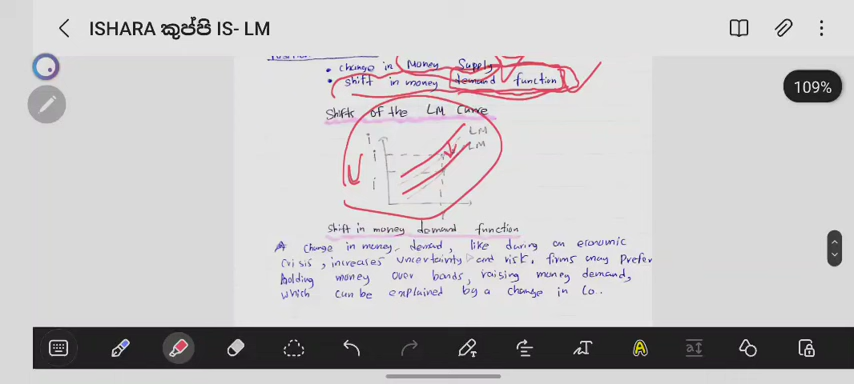 ISHARA කුප්පි IS- LM
109%
• change in Money Supply
• shift in money demand function
Shifts of the LM Curve
i
LM
i
LM
i
Shift in money demand function
change in money demand, like during an economic
crisis, increases uncertainty and risk, firms may prefer
holding money over bonds, raising money demand,
which can be explained by a change in Lo..
A